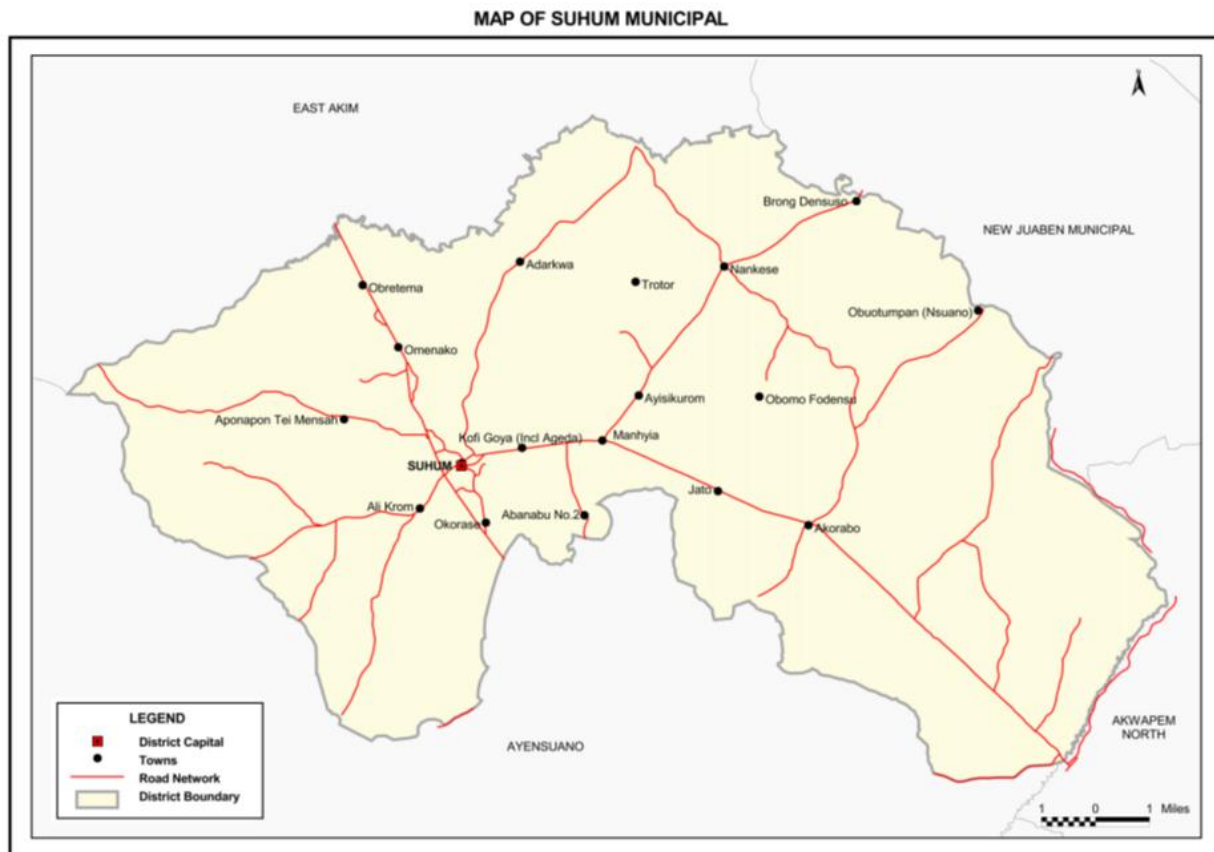 MAP OF SUHUM MUNICIPAL
EAST AKIM
Brong Densuso
NEW JUABEN MUNICIPAL
Adarkwa
Nankese
Trotor
Obretema
Obuotumpan (Nsuano)
Omenako
Ayisikurom
Obomo Fodensu
Aponapon Tei Mensah
Kofi Goya (Incl Ageda)
Manhyia
SUHUM
Jato
Ali Krom
Okorase
Abanabu No.2
Akorabo
LEGEND
District Capital
Towns
Road Network
District Boundary
AYENSUANO
AKWAPEM
NORTH
1 0 1 Miles